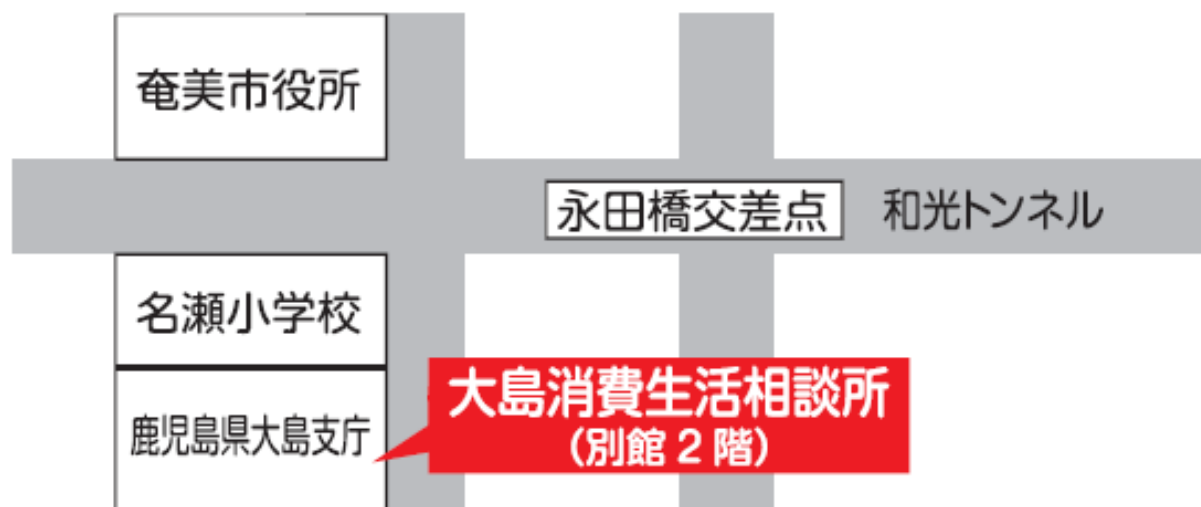 奄美市役所
永田橋交差点
和光トンネル
名瀬小学校
鹿児島県大島支庁
大島消費生活相談所
(別館2階)